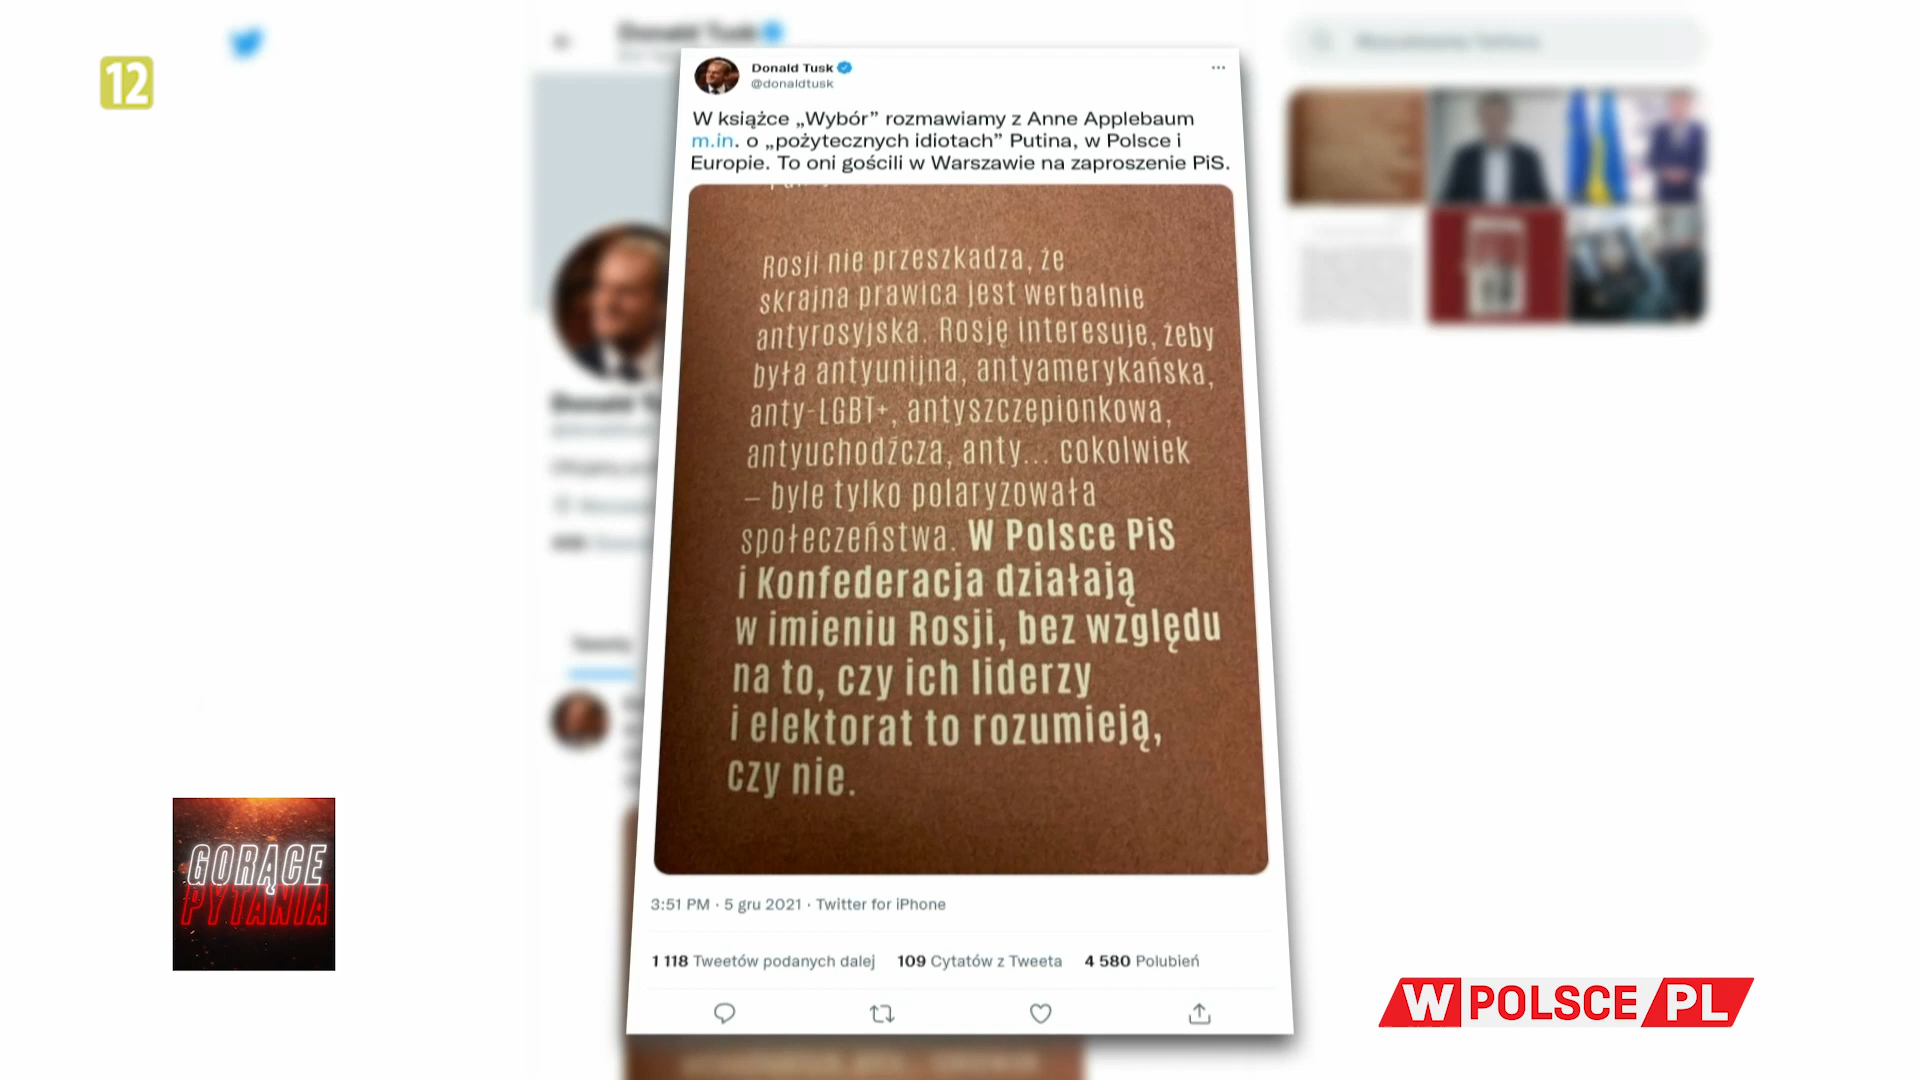 12
Donald Tusk
Donald Tusk
@donaldtusk
W książce „Wybór” rozmawiamy z Anne Applebaum
m.in. o „pożytecznych idiotach” Putina, w Polsce i
Europie. To oni gościli w Warszawie na zaproszenie PiS.
Rosji nie przeszkadza, że
skrajna prawica jest werbalnie
antyrosyjska. Rosję interesuje, żeby
była antyunijna, antyamerykańska,
anty-LGBT+, antyszczepionkowa,
antyuchodźcza, anty... cokolwiek
– byle tylko polaryzowała
społeczeństwa. W Polsce PiS
i Konfederacja działają
w imieniu Rosji, bez względu
na to, czy ich liderzy
i elektorat to rozumieją,
czy nie.
3:51 PM · 5 gru 2021 · Twitter for iPhone
1 118 Tweetów podanych dalej 109 Cytatów z Tweeta 4 580 Polubień
GORĄCE
PYTANIA
W POLSCE PL